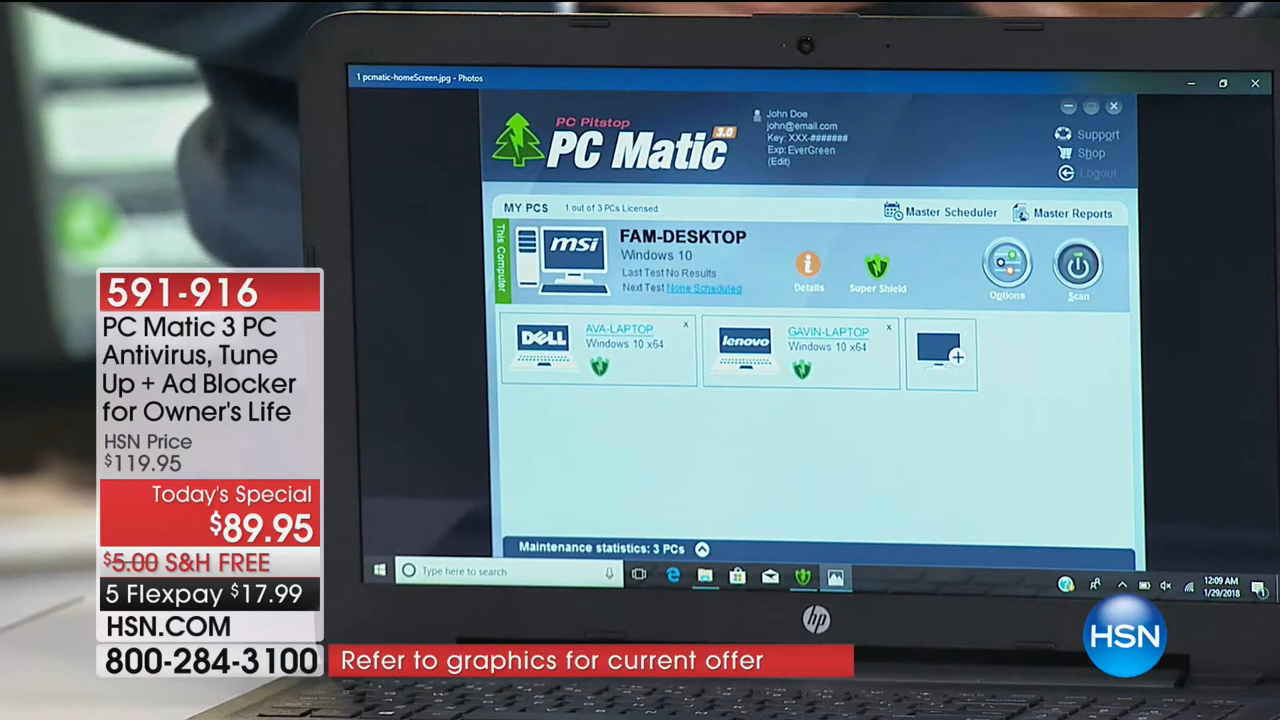 1 pcmatic-homeScreen.jpg - Photos
PC Pitstop
PC Matic 3.0
John Doe
john@email.com
Key: XXX-#######
Exp: EverGreen
(Edit)
Support
Shop
Logout
MY PCS 1 out of 3 PCs Licensed
Master Scheduler
Master Reports
This Computer
msi
FAM-DESKTOP
Windows 10
Last Test No Results
Next Test None Scheduled
Details
Super Shield
Options
Scan
DELL
AVA-LAPTOP x
Windows 10 x64
lenovo
GAVIN-LAPTOP x
Windows 10 x64
Maintenance statistics: 3 PCs
Type here to search
12:09 AM
1/29/2018
hp
591-916
PC Matic 3 PC
Antivirus, Tune
Up + Ad Blocker
for Owner's Life
HSN Price
$119.95
Today's Special
$89.95
$5.00 S&H FREE
5 Flexpay $17.99
HSN.COM
800-284-3100
Refer to graphics for current offer
HSN